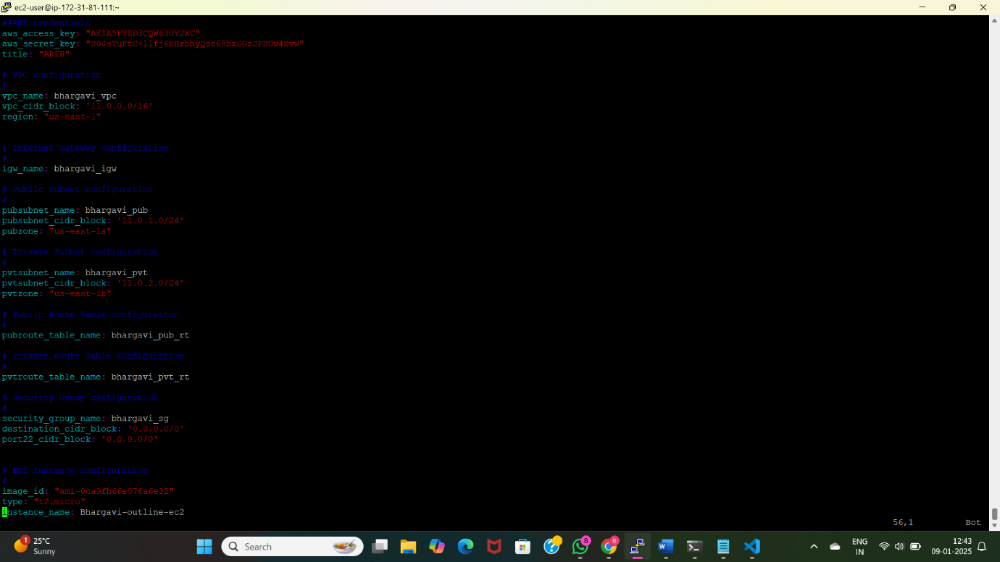 ec2-user@ip-172-31-81-111:~
##AWS credentials
aws_access_key: "AKIA5FTZD3CQW63UY2XC"
aws_secret_key:
title: "ARTH"
# VPC configuration
#
vpc_name: bhargavi_vpc
vpc_cidr_block: '11.0.0.0/16'
region: "us-east-1"
# Internet Gateway configuration
#
igw_name: bhargavi_igw
# Public Subnet configuration
#
pubsubnet_name: bhargavi_pub
pubsubnet_cidr_block: '11.0.1.0/24'
pubzone: "us-east-1a"
# Private Subnet configuration
#
pvtsubnet_name: bhargavi_pvt
pvtsubnet_cidr_block: '11.0.2.0/24'
pvtzone: "us-east-1b"
# Public Route Table configuration
#
pubroute_table_name: bhargavi_pub_rt
# Private Route Table configuration
#
pvtroute_table_name: bhargavi_pvt_rt
# Security Group configuration
#
security_group_name: bhargavi_sg
destination_cidr_block: '0.0.0.0/0'
port22_cidr_block: '0.0.0.0/0'
# EC2 Instance configuration
#
image_id: "ami-0ca9fb66e076a6e32"
type: "t2.micro"
instance_name: Bhargavi-outline-ec2
56,1 Bot
1
25°C
Sunny
Search
8
B
ENG
IN
12:43
09-01-2025